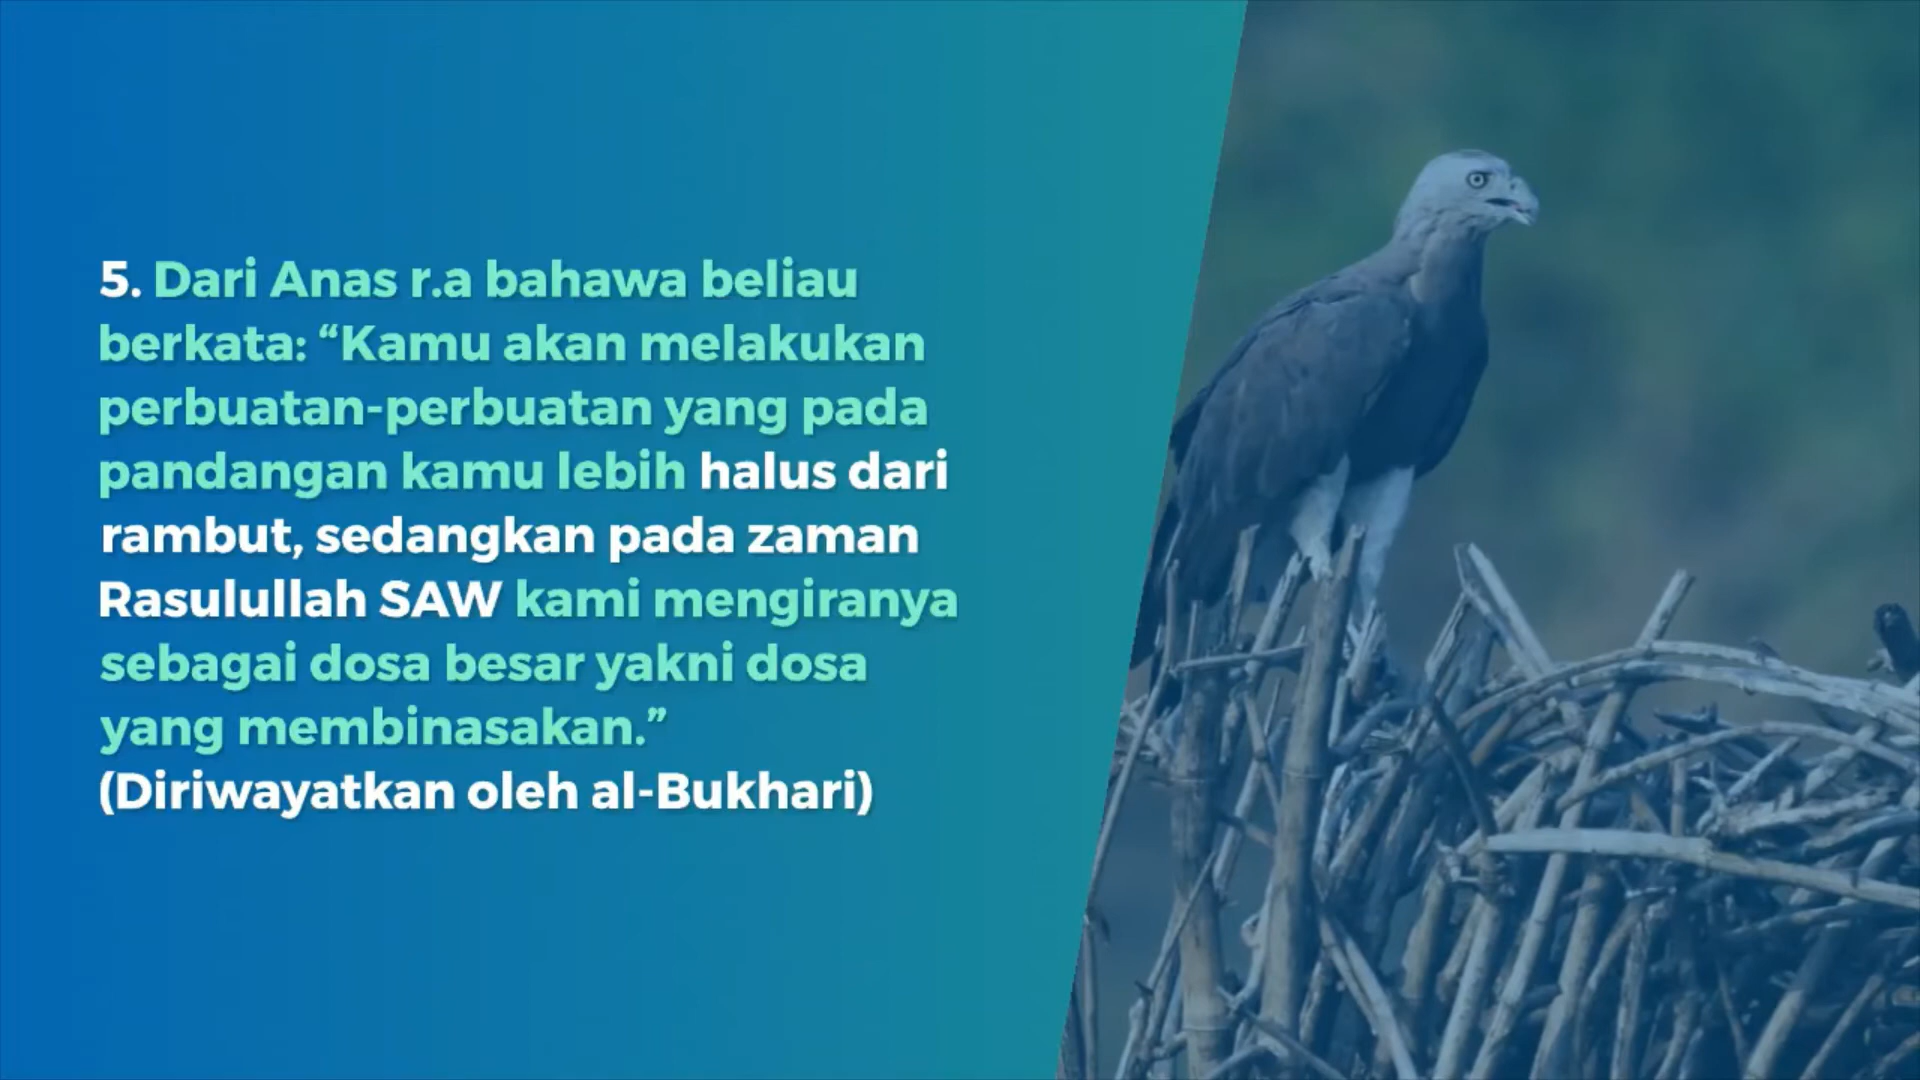 5. Dari Anas r.a bahawa beliau
berkata: “Kamu akan melakukan
perbuatan-perbuatan yang pada
pandangan kamu lebih halus dari
rambut, sedangkan pada zaman
Rasulullah SAW kami mengiranya
sebagai dosa besar yakni dosa
yang membinasakan.”
(Diriwayatkan oleh al-Bukhari)